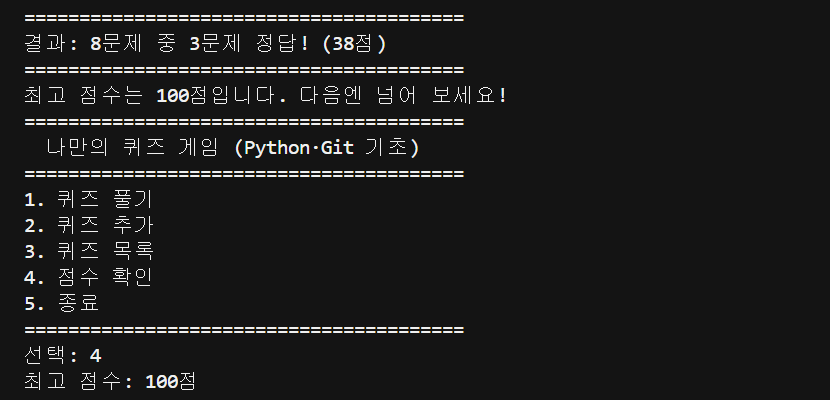 ========================================
결과: 8문제 중 3문제 정답! (38점)
========================================
최고 점수는 100점입니다. 다음엔 넘어 보세요!
========================================
나만의 퀴즈 게임 (Python·Git 기초)
========================================
1. 퀴즈 풀기
2. 퀴즈 추가
3. 퀴즈 목록
4. 점수 확인
5. 종료
========================================
선택: 4
최고 점수: 100점